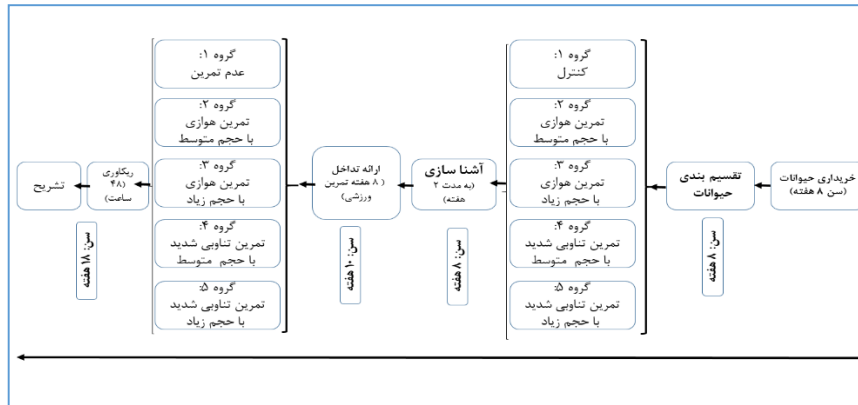 خریداری حیوانات
(سن ۸ هفته)
تقسیم بندی
حیوانات
سن: ۸ هفته
گروه ۱:
کنترل
گروه ۲:
تمرین هوازی
با حجم متوسط
گروه ۳:
تمرین هوازی
با حجم زیاد
گروه ۴:
تمرین تناوبی شدید
با حجم متوسط
گروه ۵:
تمرین تناوبی شدید
با حجم زیاد
آشنا سازی
(به مدت ۲
هفته)
سن: ۸ هفته
ارائه تداخل
(۸ هفته تمرین
ورزشی)
سن: ۱۰ هفته
گروه ۱:
عدم تمرین
گروه ۲:
تمرین هوازی
با حجم متوسط
گروه ۳:
تمرین هوازی
با حجم زیاد
گروه ۴:
تمرین تناوبی شدید
با حجم متوسط
گروه ۵:
تمرین تناوبی شدید
با حجم زیاد
ریکاوری
(۴۸
ساعت)
تشریح
سن: ۱۸ هفته